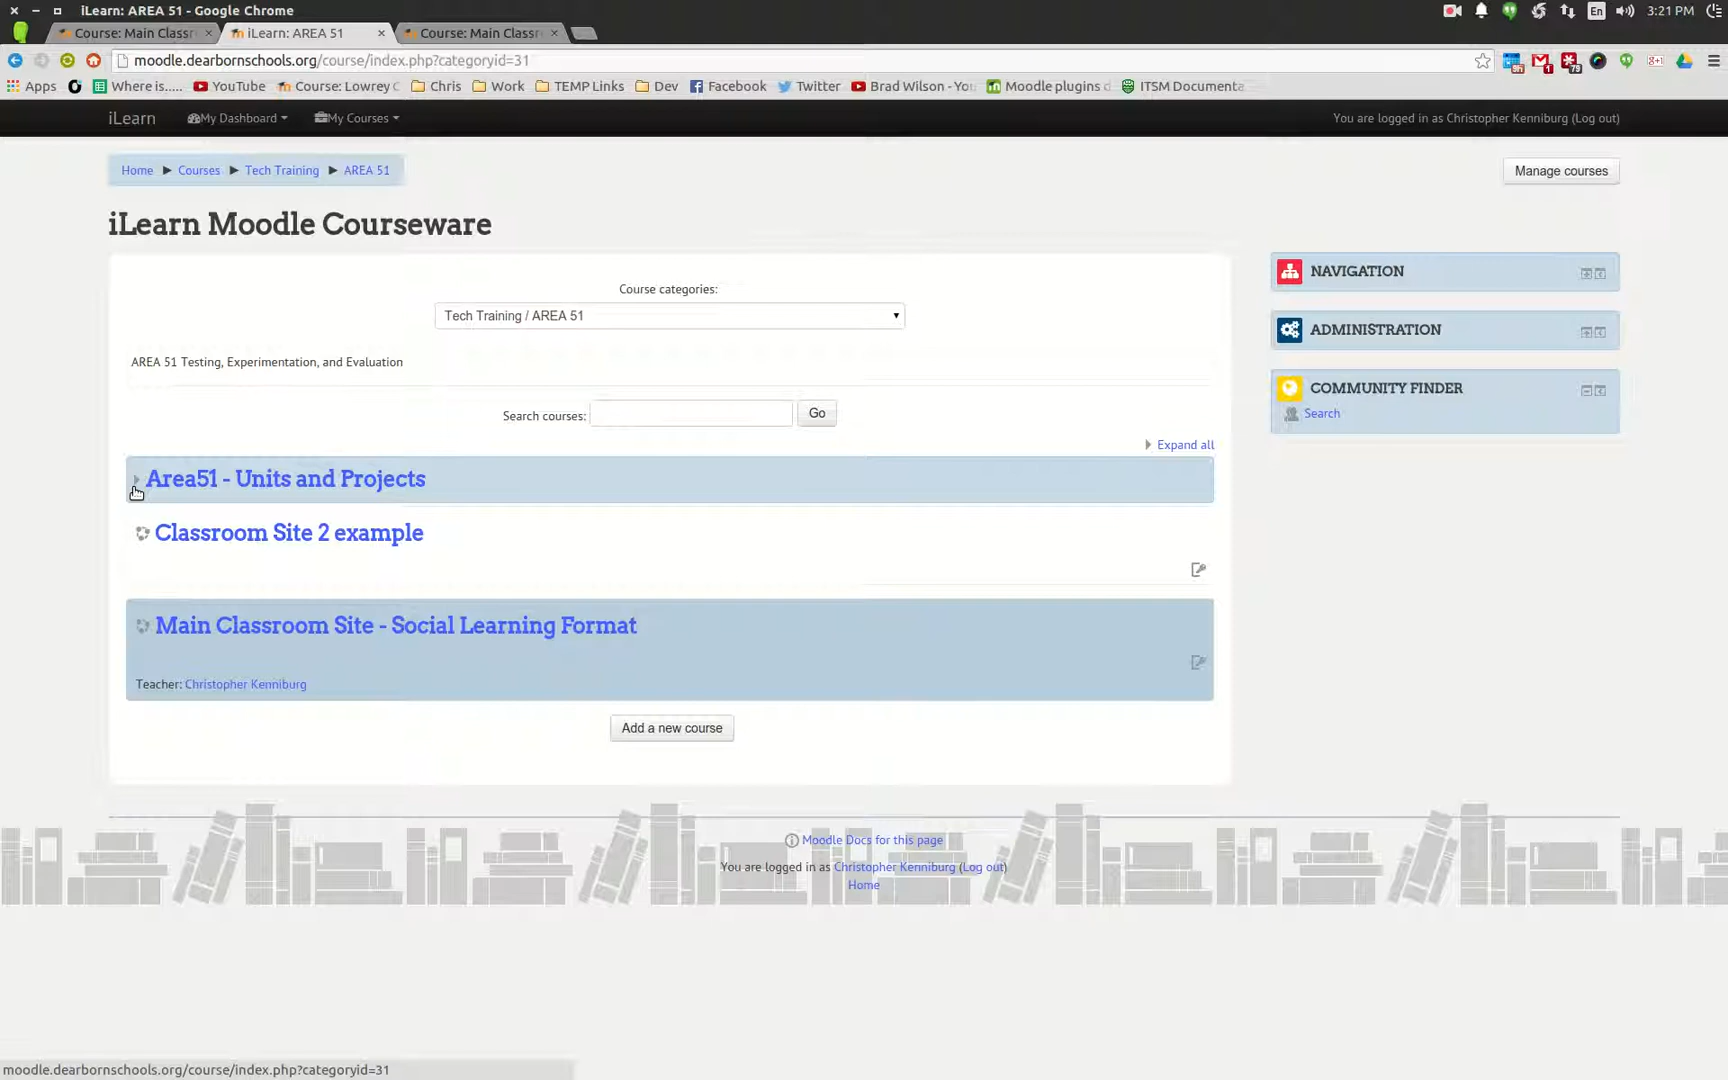 iLearn: AREA 51 - Google Chrome
En
3:21 PM
Course: Main Classr
iLearn: AREA 51
Course: Main Classr
moodle.dearbornschools.org/course/index.php?categoryid=31
Apps
Where is.....
YouTube
Course: Lowrey C
Chris
Work
TEMP Links
Dev
Facebook
Twitter
Brad Wilson - You
Moodle plugins d
ITSM Documenta
iLearn
My Dashboard
My Courses
You are logged in as Christopher Kenniburg (Log out)
Home ► Courses ► Tech Training ► AREA 51
Manage courses
iLearn Moodle Courseware
Course categories:
Tech Training / AREA 51
AREA 51 Testing, Experimentation, and Evaluation
Search courses:
Go
Expand all
Area51 - Units and Projects
Classroom Site 2 example
Main Classroom Site - Social Learning Format
Teacher: Christopher Kenniburg
Add a new course
NAVIGATION
ADMINISTRATION
COMMUNITY FINDER
Search
Moodle Docs for this page
You are logged in as Christopher Kenniburg (Log out)
Home
moodle.dearbornschools.org/course/index.php?categoryid=31